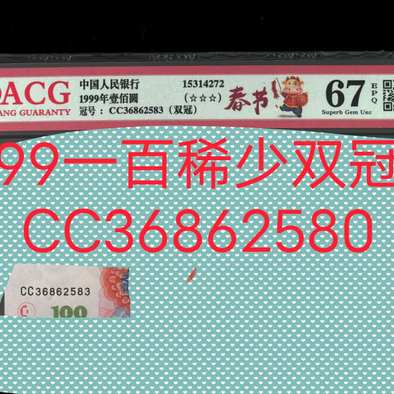 ACG
ANG GUARANTY
中国人民银行
1999年壹佰圆
冠号：CC36862583（双冠）
15314272
(☆☆☆)
春节
67
EPQ
Superb Gem Unc
99一百稀少双冠
CC36862580
CC36862583
100